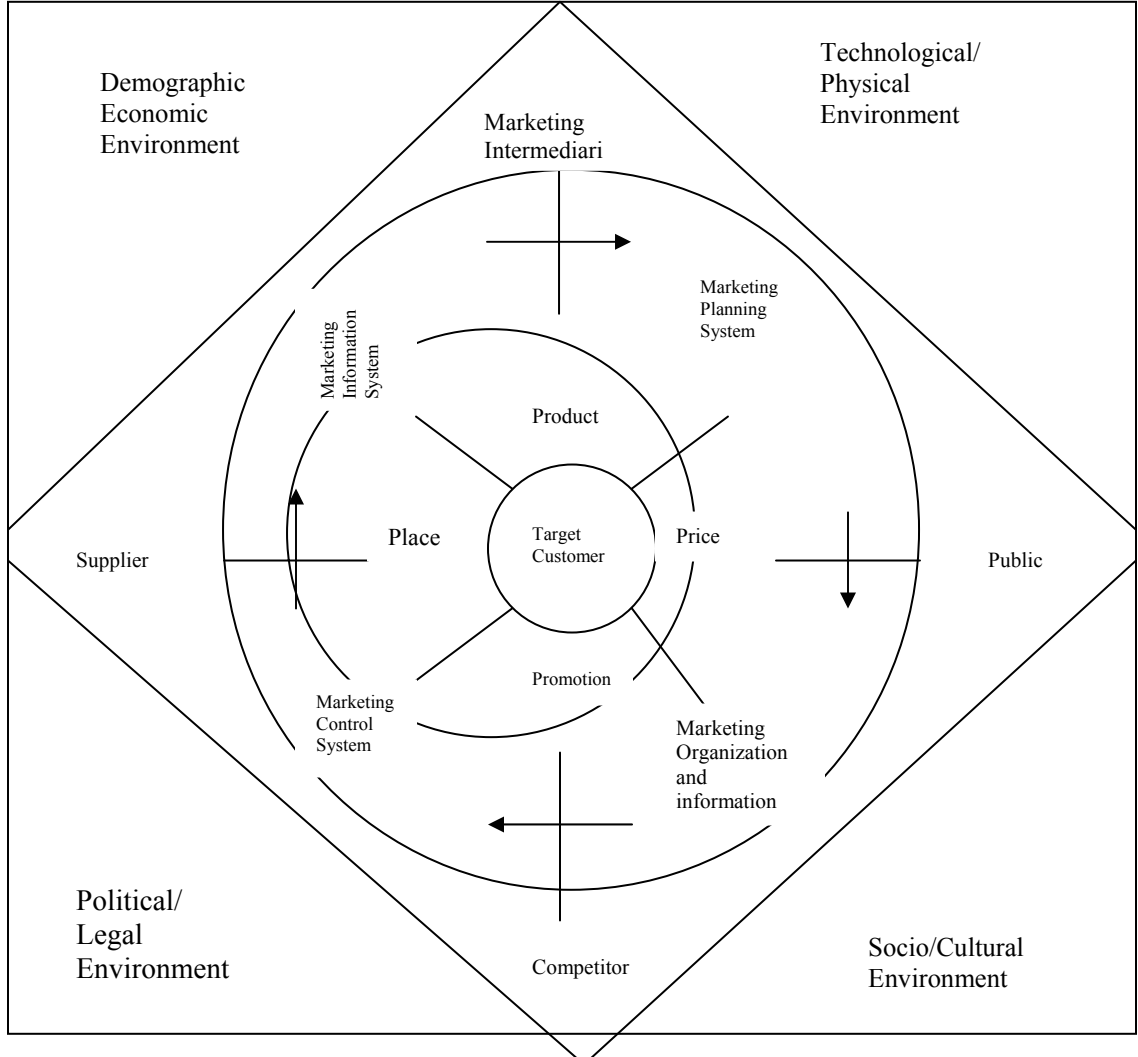 Demographic
Economic
Environment
Technological/
Physical
Environment
Marketing
Intermediari
Marketing
Planning
System
Marketing
Information
System
Product
Place
Target
Customer
Price
Supplier
Public
Promotion
Marketing
Control
System
Marketing
Organization
and
information
Political/
Legal
Environment
Competitor
Socio/Cultural
Environment